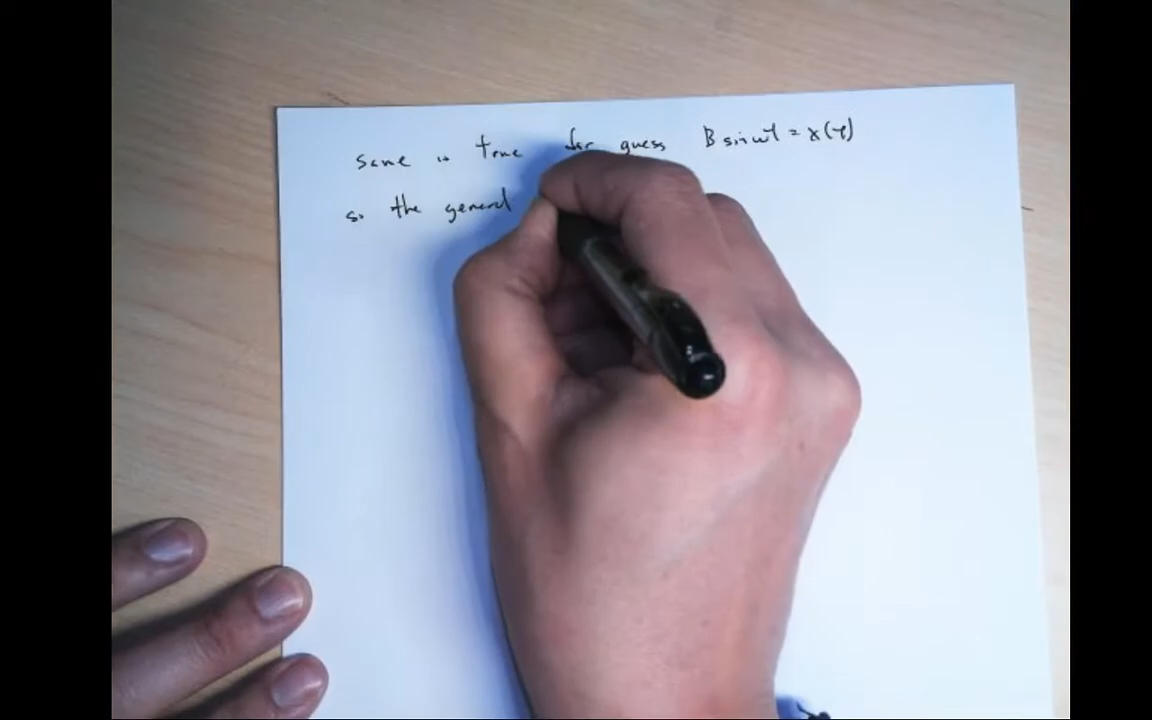 Same is true for guess B sin ωt = x(t)
so the general